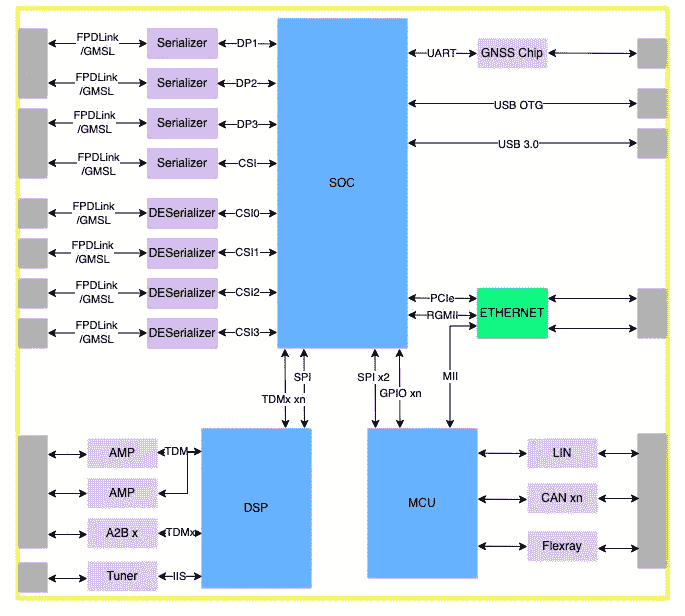 FPDLink
/GMSL
Serializer
DP1
FPDLink
/GMSL
Serializer
DP2
FPDLink
/GMSL
Serializer
DP3
FPDLink
/GMSL
Serializer
CSI
FPDLink
/GMSL
DESerializer
CSI0
FPDLink
/GMSL
DESerializer
CSI1
FPDLink
/GMSL
DESerializer
CSI2
FPDLink
/GMSL
DESerializer
CSI3
SOC
UART
GNSS Chip
USB OTG
USB 3.0
PCIe
RGMii
ETHERNET
MII
SPi
TDMx xn
SPI x2
GPIO xn
AMP
TDM
AMP
A2B x
TDMx
Tuner
IIS
DSP
MCU
LIN
CAN xn
Flexray